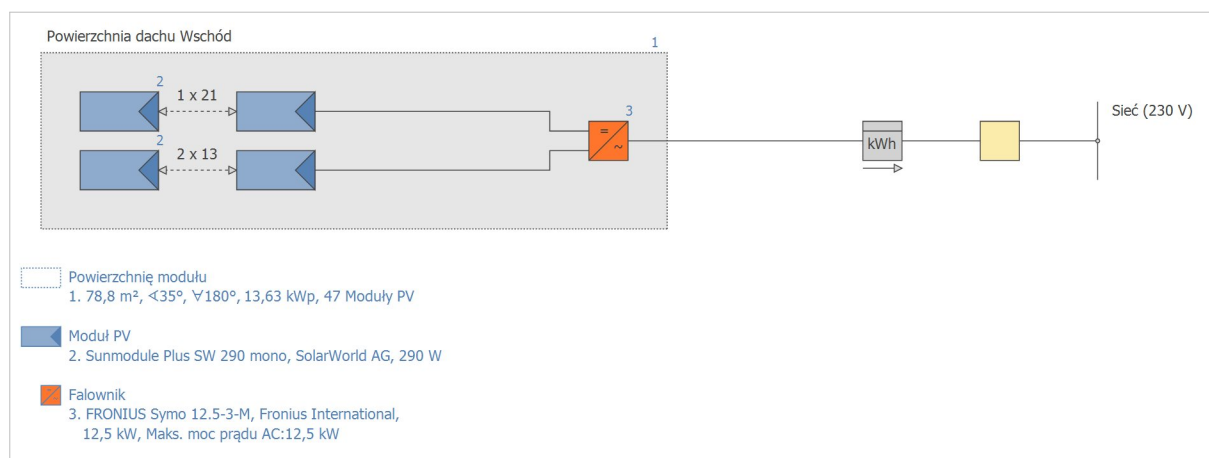 Powierzchnia dachu Wschód
1
2
1 x 21
3
=
~
2
2 x 13
kWh
Sieć (230 V)
Powierzchnię modułu
1. 78,8 m², ∢35°, ∀180°, 13,63 kWp, 47 Moduły PV
Moduł PV
2. Sunmodule Plus SW 290 mono, SolarWorld AG, 290 W
Falownik
3. FRONIUS Symo 12.5-3-M, Fronius International,
12,5 kW, Maks. moc prądu AC:12,5 kW